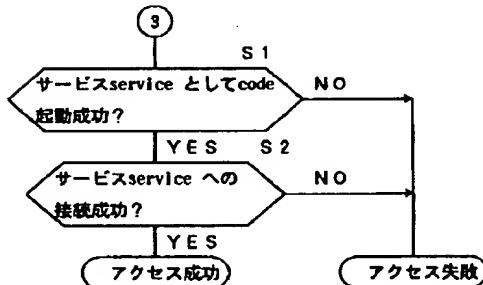 3
S1
サービスservice としてcode
起動成功?
NO
YES
S2
サービスservice への
接続成功?
NO
YES
アクセス成功
アクセス失敗